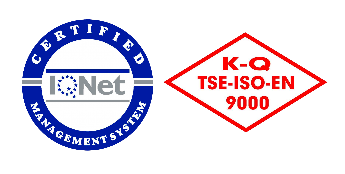 CERTIFIED
IQNet
MANAGEMENT SYSTEM
K-Q
TSE-ISO-EN
9000